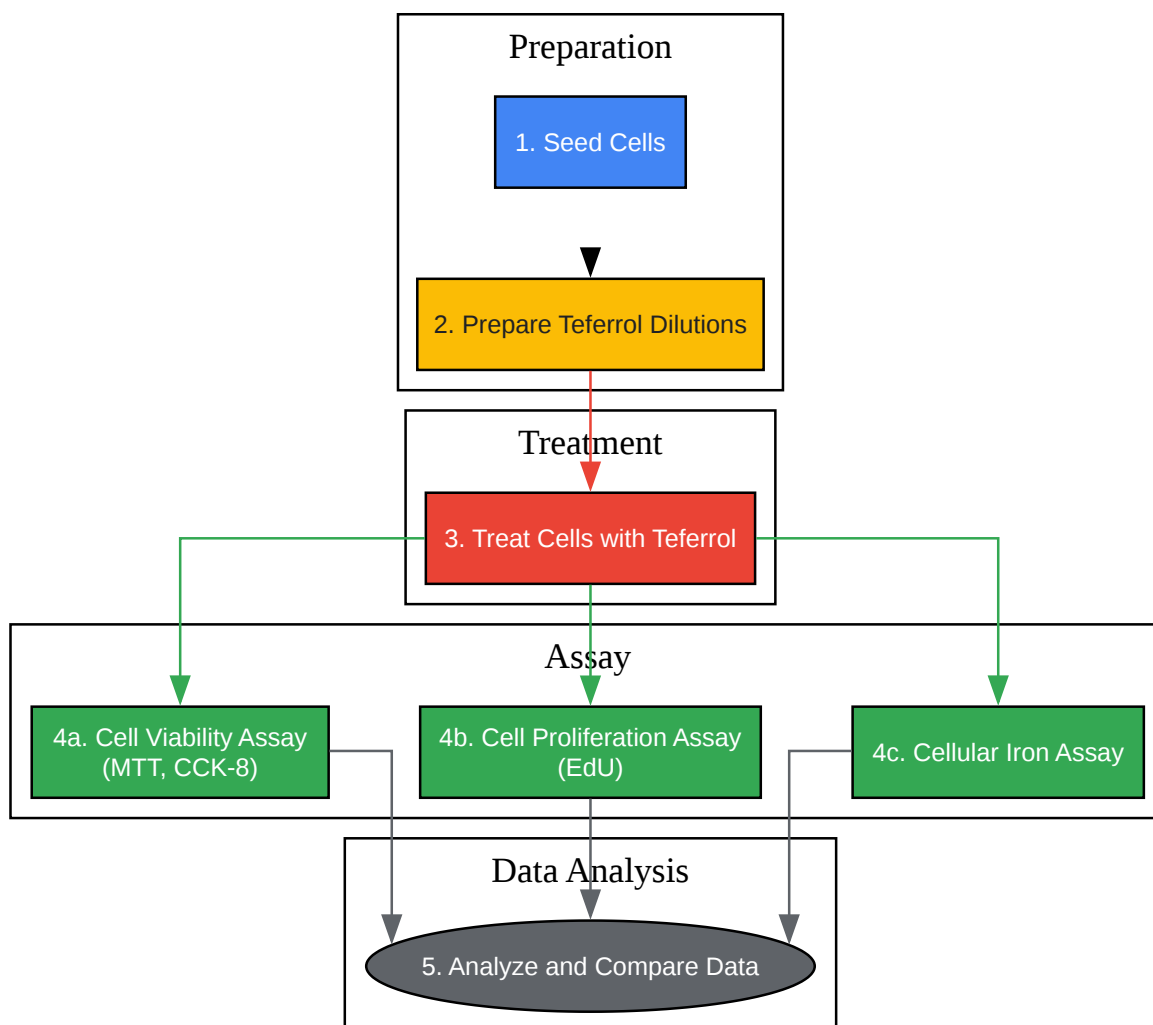 Preparation
1. Seed Cells
2. Prepare Teferrol Dilutions
Treatment
3. Treat Cells with Teferrol
Assay
4a. Cell Viability Assay
(MTT, CCK-8)
4b. Cell Proliferation Assay
(EdU)
4c. Cellular Iron Assay
Data Analysis
5. Analyze and Compare Data